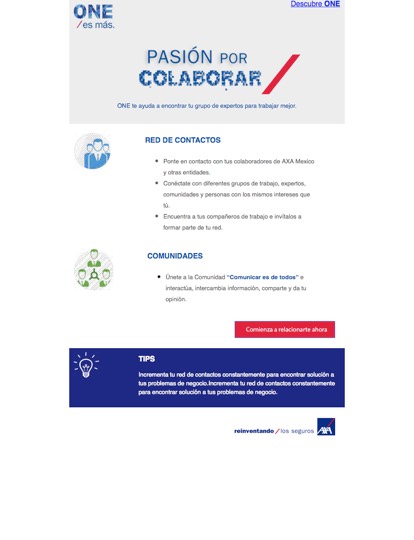 Descubre ONE
ONE
/es más.
PASIÓN POR
COLABORAR
ONE te ayuda a encontrar tu grupo de expertos para trabajar mejor.
RED DE CONTACTOS
Ponte en contacto con tus colaboradores de AXA Mexico
y otras entidades.
Conéctate con diferentes grupos de trabajo, expertos,
comunidades y personas con los mismos intereses que
tú.
Encuentra a tus compañeros de trabajo e invítalos a
formar parte de tu red.
COMUNIDADES
Únete a la Comunidad “Comunicar es de todos” e
interactúa, intercambia información, comparte y da tu
opinión.
Comienza a relacionarte ahora
TIPS
Incrementa tu red de contactos constantemente para encontrar solución a
tus problemas de negocio.Incrementa tu red de contactos constantemente
para encontrar solución a tus problemas de negocio.
reinventando / los seguros AXA